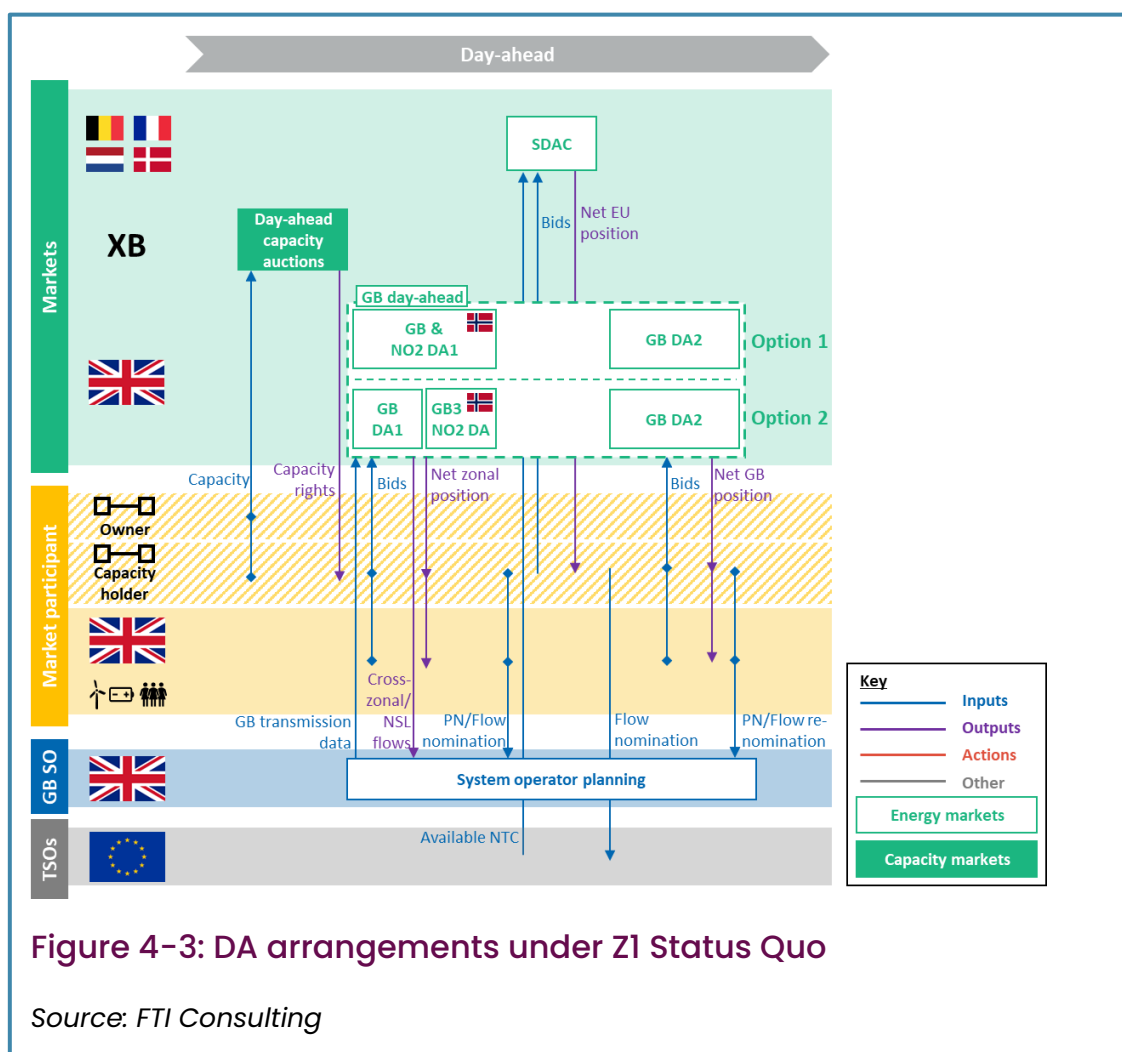 Day-ahead
Markets
SDAC
Bids
Net EU
position
Day-ahead
capacity
auctions
XB
GB day-ahead
GB &
NO2 DA1
GB DA2
Option 1
GB
DA1
GB3
NO2 DA
GB DA2
Option 2
Capacity
Capacity
rights
Bids
Net zonal
position
Bids
Net GB
position
Market participant
Owner
Capacity
holder
GB transmission
data
Cross-
zonal/
NSL
flows
PN/Flow
nomination
Flow
nomination
PN/Flow re-
nomination
GB SO
System operator planning
TSOs
Available NTC
Key
Inputs
Outputs
Actions
Other
Energy markets
Capacity markets
Figure 4-3: DA arrangements under Z1 Status Quo
Source: FTI Consulting